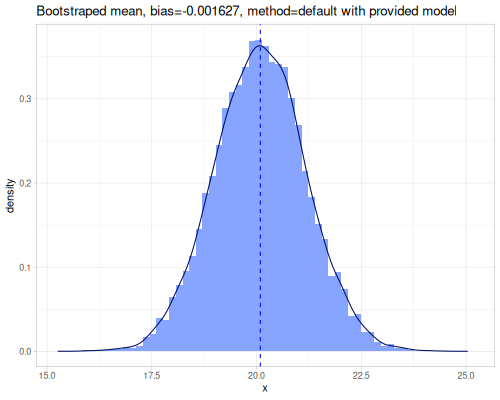 Bootstraped mean, bias=-0.001627, method=default with provided model
density
0.3
0.2
0.1
0.0
15.0 17.5 20.0 22.5 25.0
x